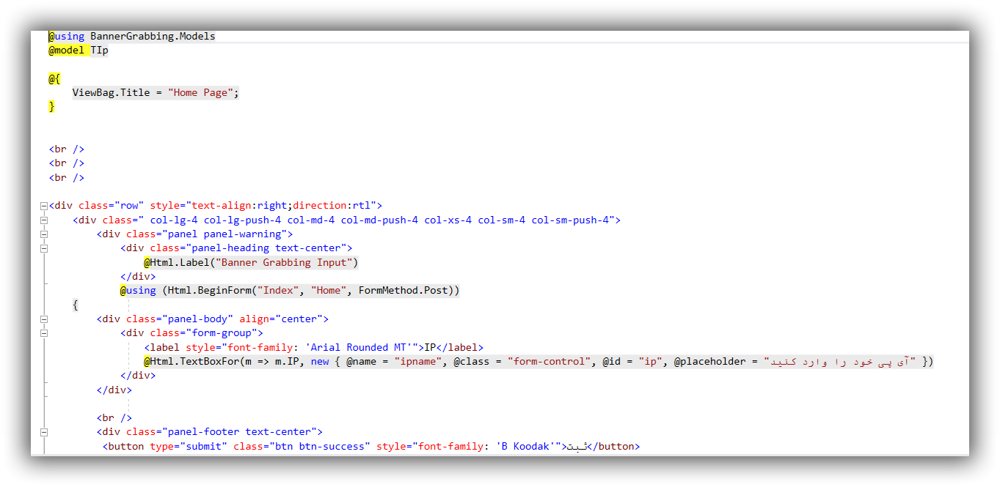 @using BannerGrabbing.Models
@model TIp
@{
ViewBag.Title = "Home Page";
}
<br />
<br />
<br />
<div class="row" style="text-align:right;direction:rtl">
<div class=" col-lg-4 col-lg-push-4 col-md-4 col-md-push-4 col-xs-4 col-sm-4 col-sm-push-4">
<div class="panel panel-warning">
<div class="panel-heading text-center">
@Html.Label("Banner Grabbing Input")
</div>
@using (Html.BeginForm("Index", "Home", FormMethod.Post))
{
<div class="panel-body" align="center">
<div class="form-group">
<label style="font-family: 'Arial Rounded MT'">IP</label>
@Html.TextBoxFor(m => m.IP, new { @name = "ipname", @class = "form-control", @id = "ip", @placeholder = "آی پی خود را وارد کنید" })
</div>
</div>
<br />
<div class="panel-footer text-center">
<button type="submit" class="btn btn-success" style="font-family: 'B Koodak'">ثبت</button>